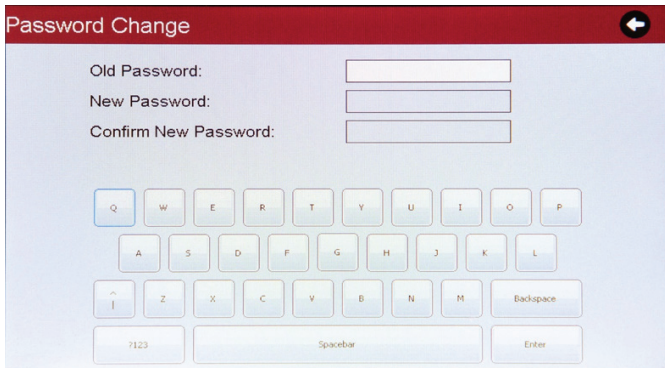 Password Change
Old Password:
New Password:
Confirm New Password:
Q W E R T Y U I O P
A S D F G H J K L
Z X C V B N M Backspace
?123 Spacebar Enter